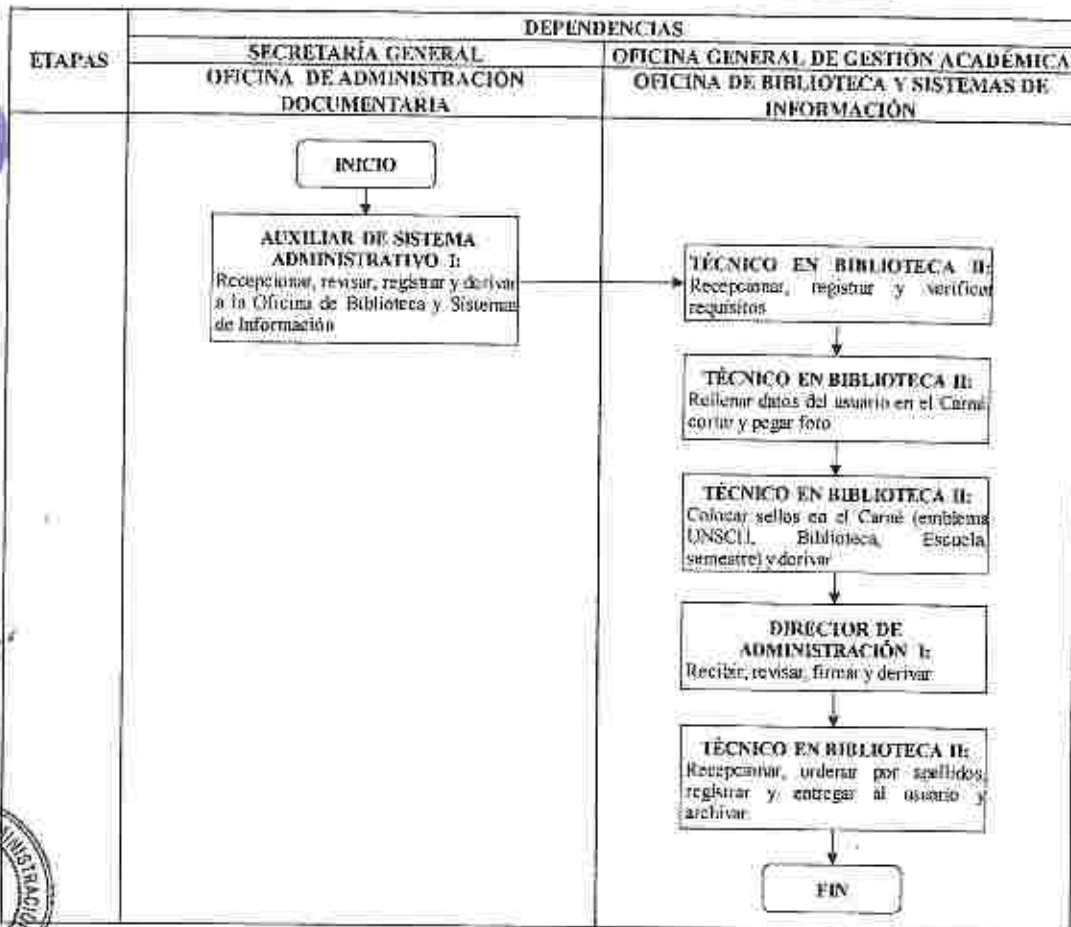 DEPENDENCIAS
ETAPAS
SECRETARÍA GENERAL
OFICINA DE ADMINISTRACIÓN
DOCUMENTARIA
OFICINA GENERAL DE GESTIÓN ACADÉMICA
OFICINA DE BIBLIOTECA Y SISTEMAS DE
INFORMACIÓN
INICIO
AUXILIAR DE SISTEMA
ADMINISTRATIVO I:
Recepcionar, revisar, registrar y derivar
a la Oficina de Biblioteca y Sistemas
de Información
TÉCNICO EN BIBLIOTECA II:
Recepcionar, registrar y verificar
requisitos
TÉCNICO EN BIBLIOTECA II:
Rellenar datos del usuario en el Carné
cortar y pegar foto
TÉCNICO EN BIBLIOTECA II:
Colocar sellos en el Carné (emblema
UNSCH, Biblioteca, Escuela,
semestre) y derivar
DIRECTOR DE
ADMINISTRACIÓN I:
Recibir, revisar, firmar y derivar
TÉCNICO EN BIBLIOTECA II:
Recepcionar, ordenar por apellidos,
registrar y entregar al usuario y
archivar
FIN